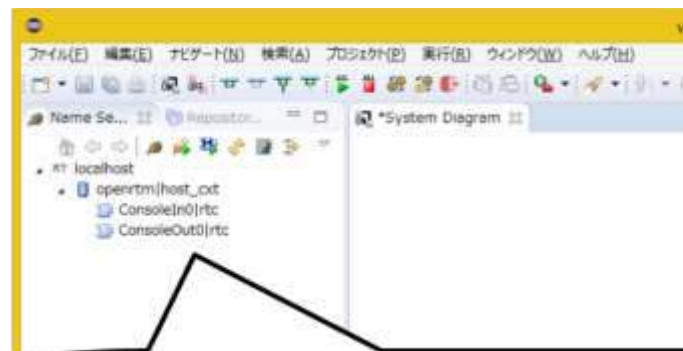 ファイル(F) 編集(E) ナビゲート(N) 検索(A) プロジェクト(P) 実行(R) ウィンドウ(W) ヘルプ(H)
Name Se... Repositor... *System Diagram
RT localhost
openrtm|host_cxt
ConsoleIn0|rtc
ConsoleOut0|rtc